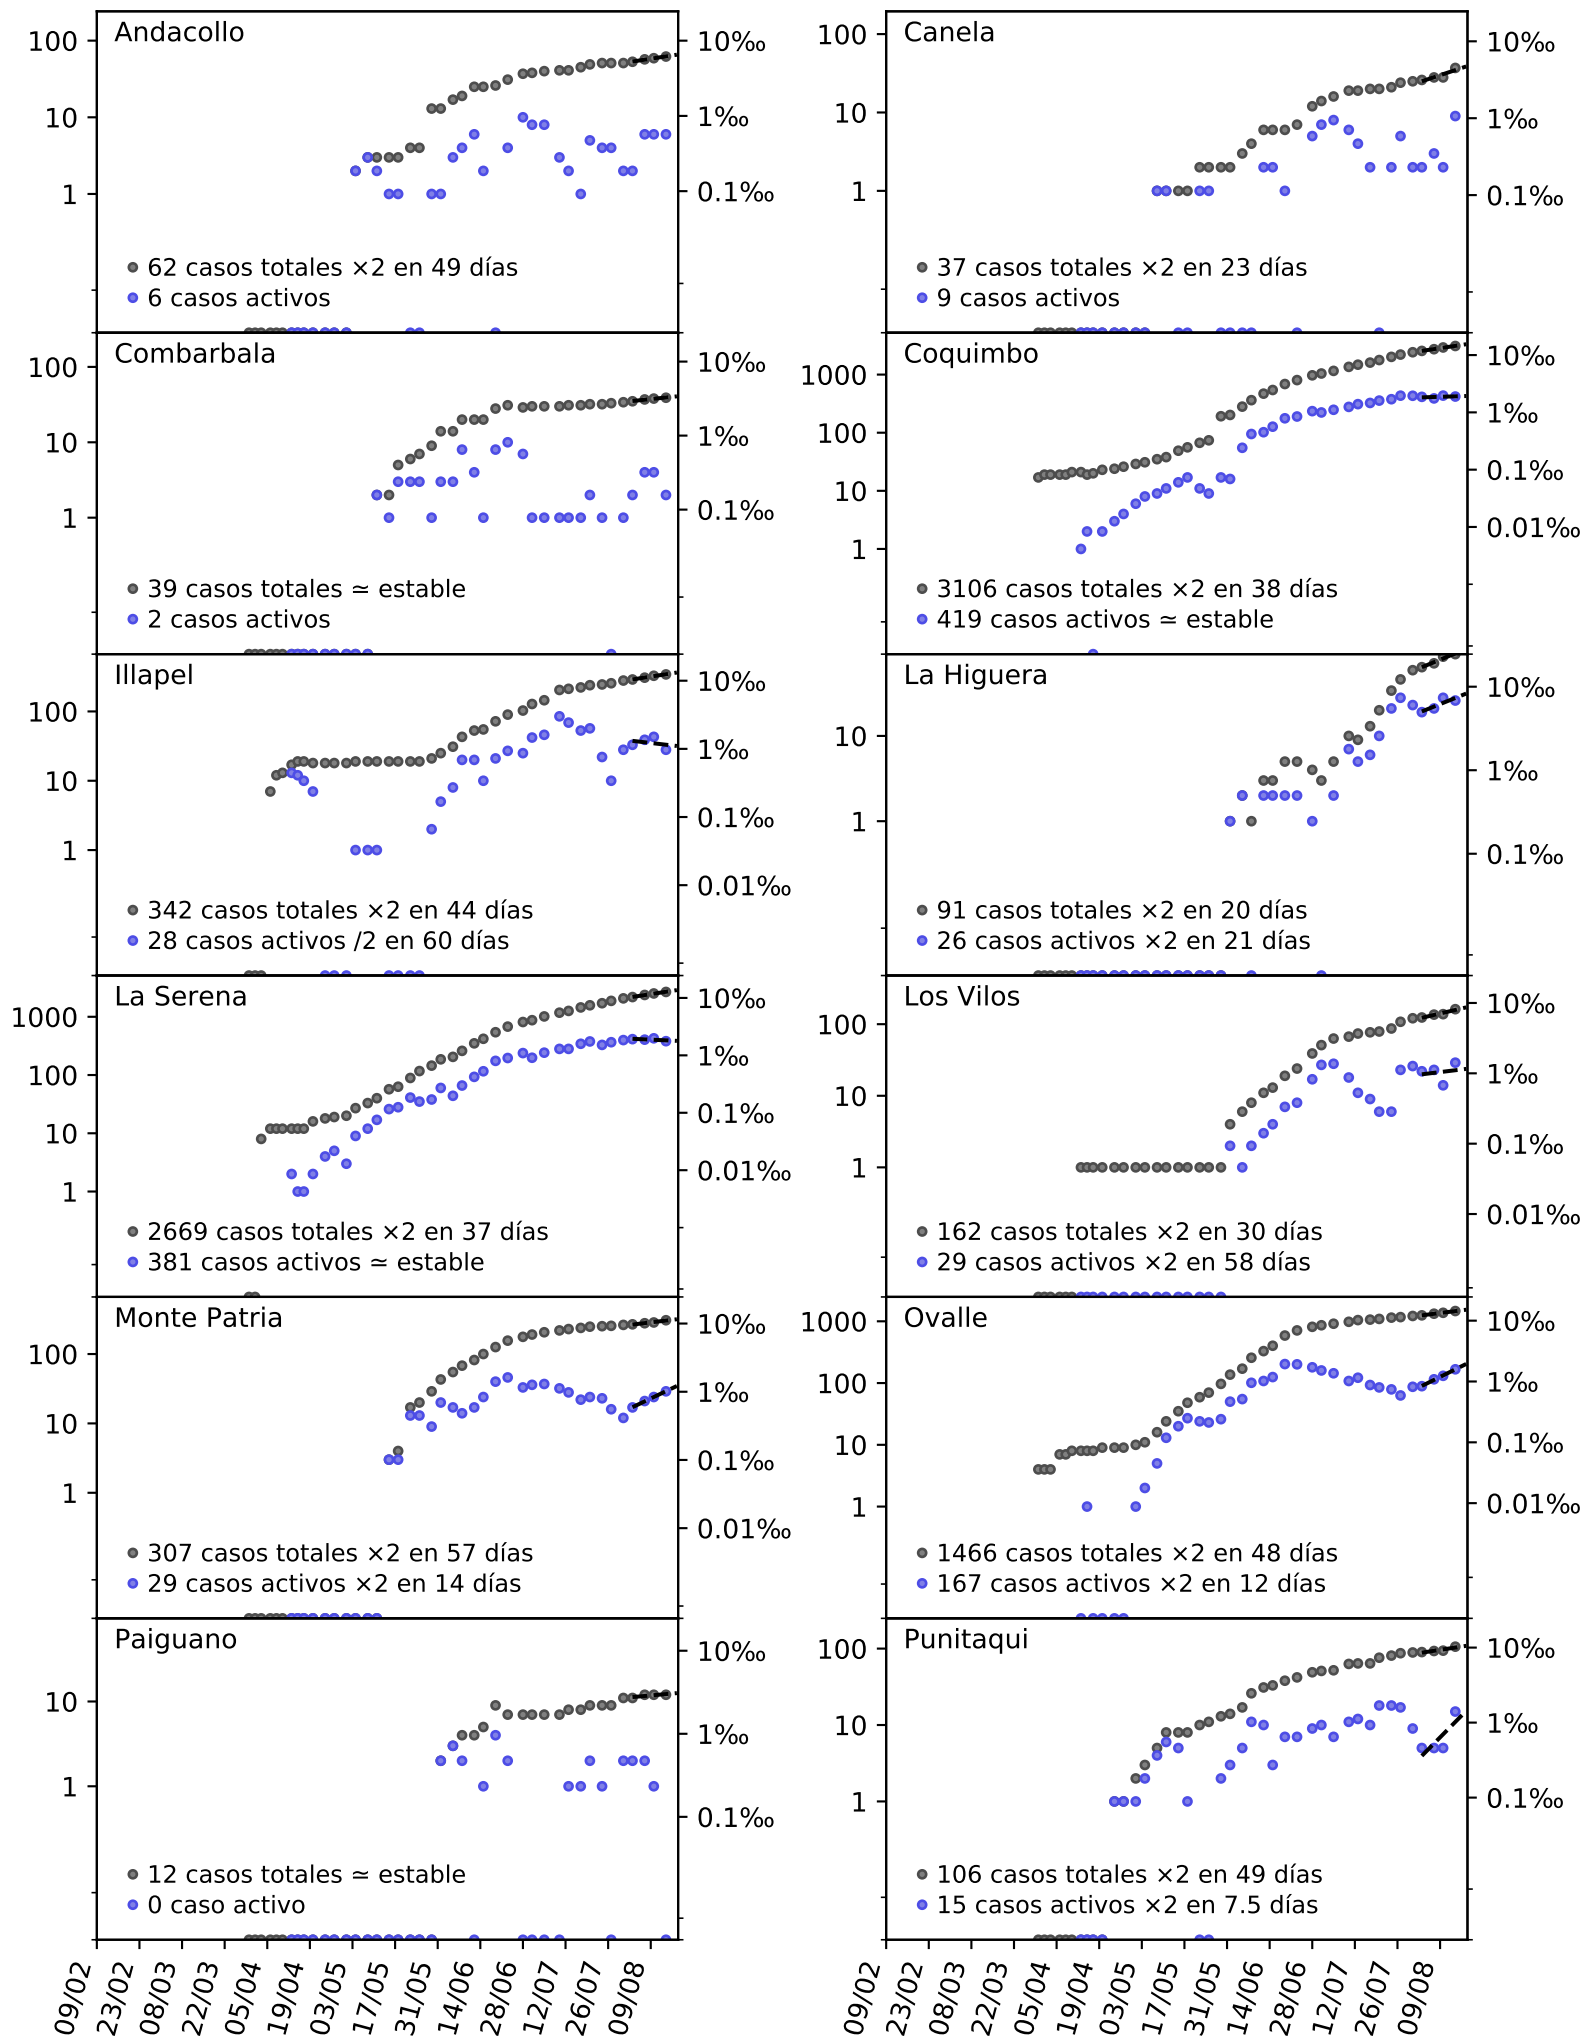 Andacollo
100
10
1
10‰
1‰
0.1‰
62 casos totales ×2 en 49 días
6 casos activos
Canela
100
10
1
10‰
1‰
0.1‰
37 casos totales ×2 en 23 días
9 casos activos
Combarbala
100
10
1
10‰
1‰
0.1‰
39 casos totales ≃ estable
2 casos activos
Coquimbo
1000
100
10
1
10‰
1‰
0.1‰
0.01‰
3106 casos totales ×2 en 38 días
419 casos activos ≃ estable
Illapel
100
10
1
10‰
1‰
0.1‰
0.01‰
342 casos totales ×2 en 44 días
28 casos activos /2 en 60 días
La Higuera
10
1
10‰
1‰
0.1‰
91 casos totales ×2 en 20 días
26 casos activos ×2 en 21 días
La Serena
1000
100
10
1
10‰
1‰
0.1‰
0.01‰
2669 casos totales ×2 en 37 días
381 casos activos ≃ estable
Los Vilos
100
10
1
10‰
1‰
0.1‰
0.01‰
162 casos totales ×2 en 30 días
29 casos activos ×2 en 58 días
Monte Patria
100
10
1
10‰
1‰
0.1‰
0.01‰
307 casos totales ×2 en 57 días
29 casos activos ×2 en 14 días
Ovalle
1000
100
10
1
10‰
1‰
0.1‰
0.01‰
1466 casos totales ×2 en 48 días
167 casos activos ×2 en 12 días
Paiguano
10
1
10‰
1‰
0.1‰
12 casos totales ≃ estable
0 caso activo
Punitaqui
100
10
1
10‰
1‰
0.1‰
106 casos totales ×2 en 49 días
15 casos activos ×2 en 7.5 días
09/02
23/02
08/03
22/03
05/04
19/04
03/05
17/05
31/05
14/06
28/06
12/07
26/07
09/08
09/02
23/02
08/03
22/03
05/04
19/04
03/05
17/05
31/05
14/06
28/06
12/07
26/07
09/08